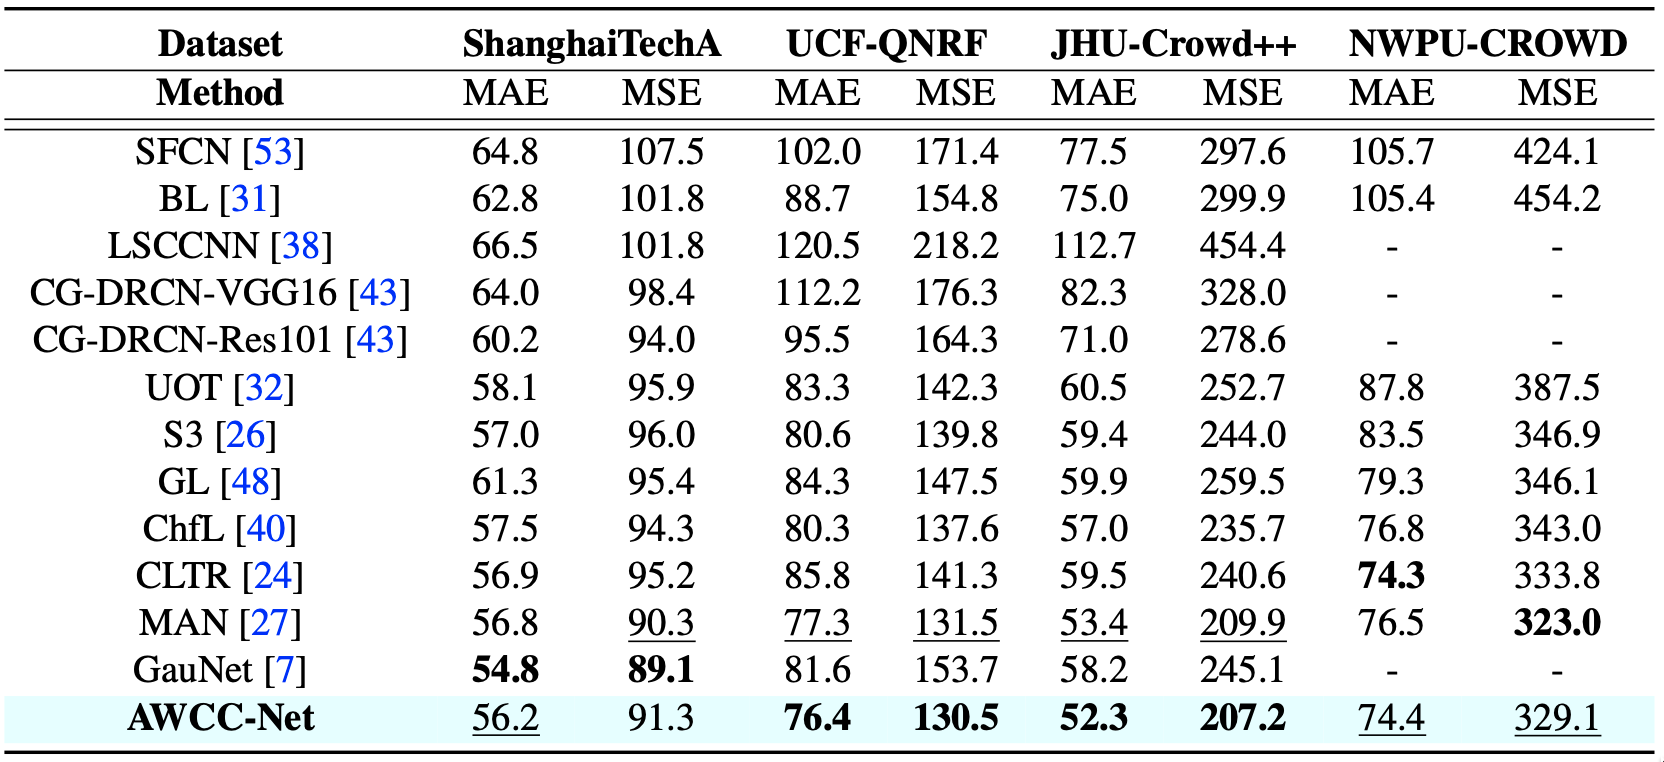 Dataset ShanghaiTechA UCF-QNRF JHU-Crowd++ NWPU-CROWD
Method MAE MSE MAE MSE MAE MSE MAE MSE
SFCN [53] 64.8 107.5 102.0 171.4 77.5 297.6 105.7 424.1
BL [31] 62.8 101.8 88.7 154.8 75.0 299.9 105.4 454.2
LSCCNN [38] 66.5 101.8 120.5 218.2 112.7 454.4 - -
CG-DRCN-VGG16 [43] 64.0 98.4 112.2 176.3 82.3 328.0 - -
CG-DRCN-Res101 [43] 60.2 94.0 95.5 164.3 71.0 278.6 - -
UOT [32] 58.1 95.9 83.3 142.3 60.5 252.7 87.8 387.5
S3 [26] 57.0 96.0 80.6 139.8 59.4 244.0 83.5 346.9
GL [48] 61.3 95.4 84.3 147.5 59.9 259.5 79.3 346.1
ChfL [40] 57.5 94.3 80.3 137.6 57.0 235.7 76.8 343.0
CLTR [24] 56.9 95.2 85.8 141.3 59.5 240.6 74.3 333.8
MAN [27] 56.8 90.3 77.3 131.5 53.4 209.9 76.5 323.0
GauNet [7] 54.8 89.1 81.6 153.7 58.2 245.1 - -
AWCC-Net 56.2 91.3 76.4 130.5 52.3 207.2 74.4 329.1